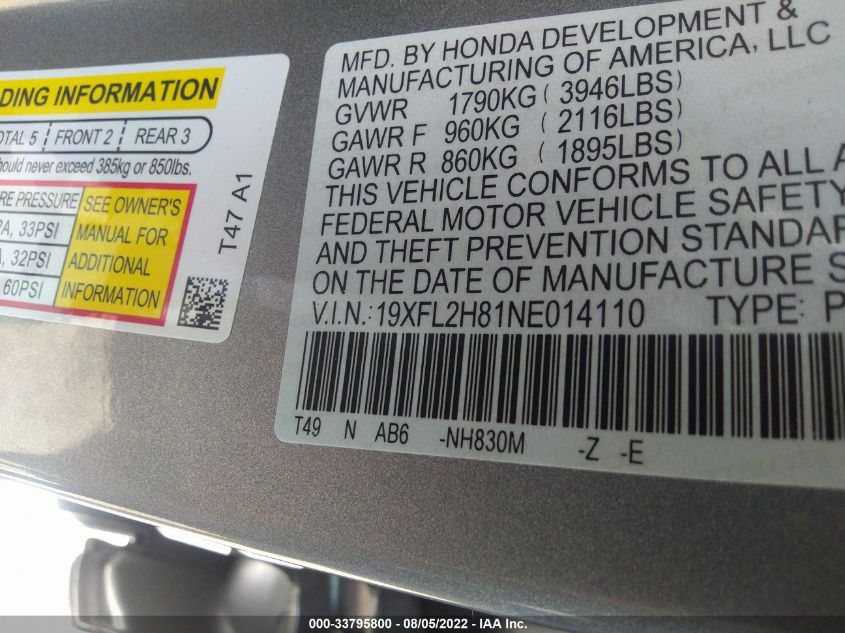 DING INFORMATION
OTAL 5 FRONT 2 REAR 3
hould never exceed 385kg or 850lbs.
RE PRESSURE
PA, 33PSI
A, 32PSI
60PSI
SEE OWNER'S
MANUAL FOR
ADDITIONAL
INFORMATION
T47 A1
MFD. BY HONDA DEVELOPMENT &
MANUFACTURING OF AMERICA, LLC
GVWR 1790KG ( 3946LBS)
GAWR F 960KG ( 2116LBS)
GAWR R 860KG ( 1895LBS)
THIS VEHICLE CONFORMS TO ALL A
FEDERAL MOTOR VEHICLE SAFETY
AND THEFT PREVENTION STANDAR
ON THE DATE OF MANUFACTURE S
V.I.N.:19XFL2H81NE014110 TYPE: P
T49 N AB6 -NH830M -Z -E
000-33795800 - 08/05/2022 - IAA Inc.